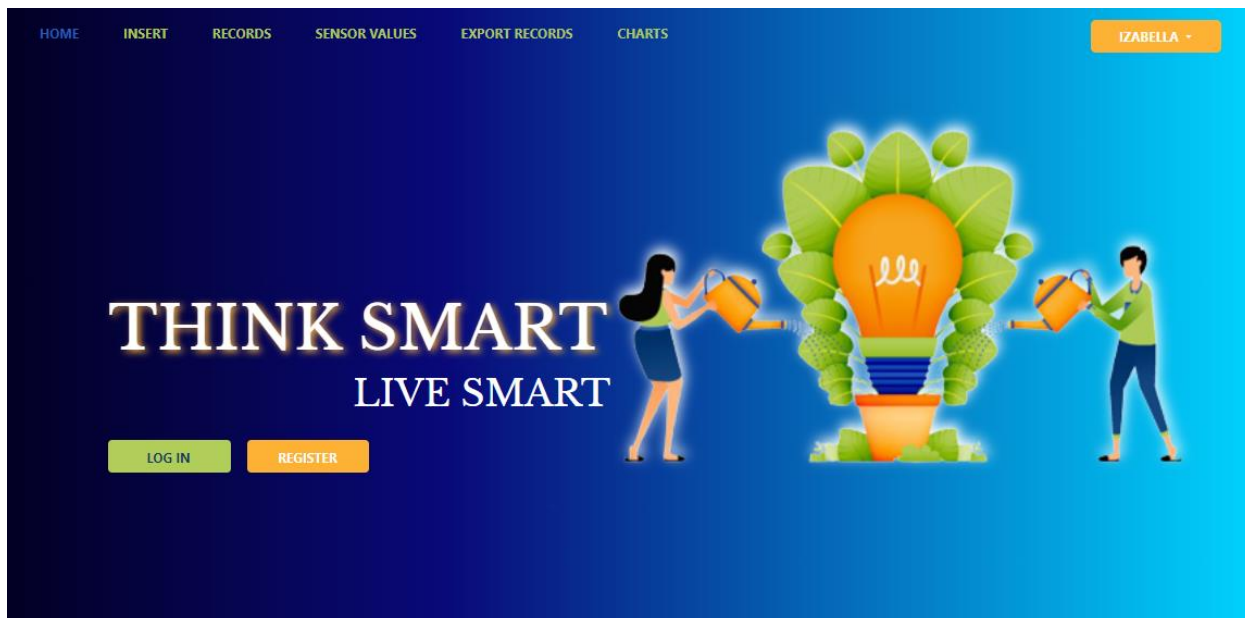 HOME INSERT RECORDS SENSOR VALUES EXPORT RECORDS CHARTS IZABELLA
THINK SMART
LIVE SMART
LOG IN REGISTER